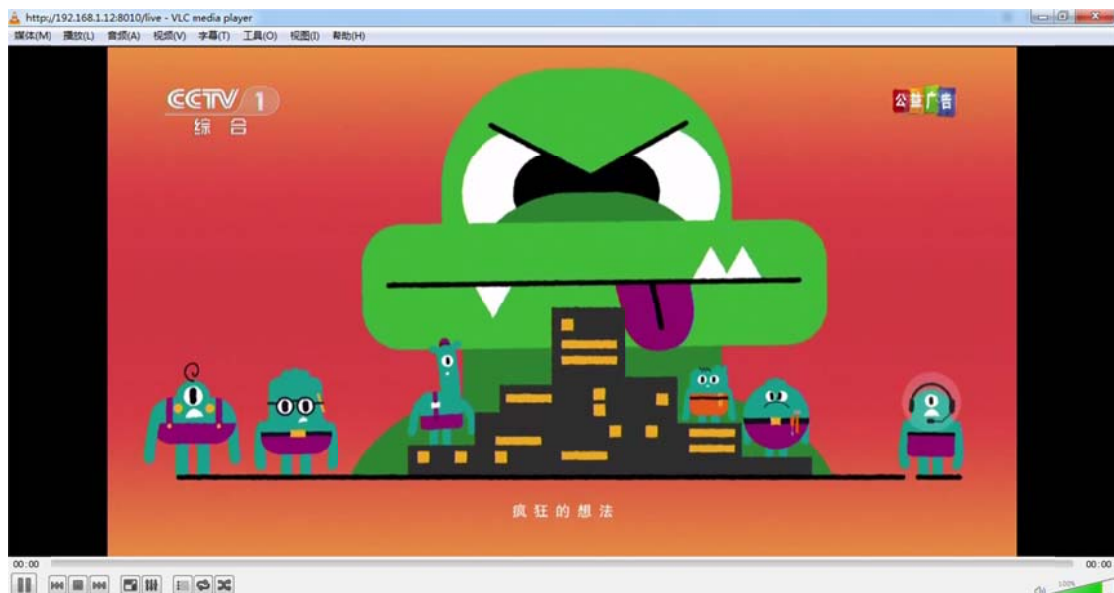 http://192.168.1.12:8010/live - VLC media player
媒体(M) 播放(L) 音频(A) 视频(V) 字幕(T) 工具(O) 视图(I) 帮助(H)
CCTV 1
综合
公益广告
疯狂的想法
00:00
00:00
100%